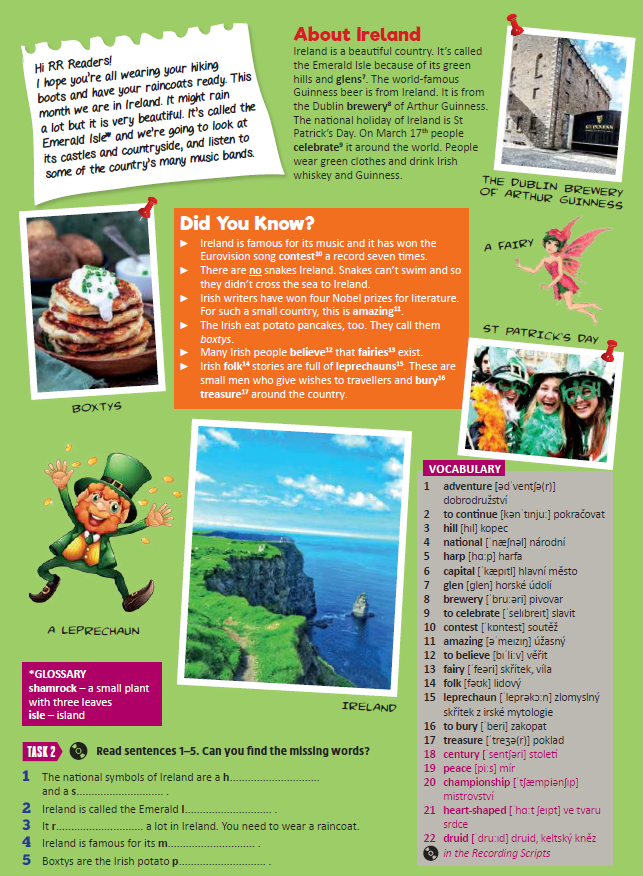 Hi RR Readers!
I hope you're all wearing your hiking
boots and have your raincoats ready. This
month we are in Ireland. It might rain
a lot but it is very beautiful. It's called the
Emerald Isle* and we're going to look at
its castles and countryside, and listen to
some of the country's many music bands.
About Ireland
Ireland is a beautiful country. It's called
the Emerald Isle because of its green
hills and glens7. The world-famous
Guinness beer is from Ireland. It is from
the Dublin brewery8 of Arthur Guinness.
The national holiday of Ireland is St
Patrick's Day. On March 17th people
celebrate9 it around the world. People
wear green clothes and drink Irish
whiskey and Guinness.
GUINNESS
THE DUBLIN BREWERY
OF ARTHUR GUINNESS
Did You Know?
► Ireland is famous for its music and it has won the
Eurovision song contest10 a record seven times.
► There are no snakes Ireland. Snakes can't swim and so
they didn't cross the sea to Ireland.
► Irish writers have won four Nobel prizes for literature.
For such a small country, this is amazing11.
► The Irish eat potato pancakes, too. They call them
boxtys.
► Many Irish people believe12 that fairies13 exist.
► Irish folk14 stories are full of leprechauns15. These are
small men who give wishes to travellers and bury16
treasure17 around the country.
A FAIRY
ST PATRICK'S DAY
BOXTYS
A LEPRECHAUN
IRELAND
*GLOSSARY
shamrock – a small plant
with three leaves
isle – island
VOCABULARY
1 adventure [ədˈventʃə(r)]
dobrodružství
2 to continue [kənˈtɪnjuː] pokračovat
3 hill [hɪl] kopec
4 national [ˈnæʃnəl] národní
5 harp [hɑːp] harfa
6 capital [ˈkæpɪtl] hlavní město
7 glen [glen] horské údolí
8 brewery [ˈbruːəri] pivovar
9 to celebrate [ˈselɪbreɪt] slavit
10 contest [ˈkɒntest] soutěž
11 amazing [əˈmeɪzɪŋ] úžasný
12 to believe [bɪˈliːv] věřit
13 fairy [ˈfeəri] skřítek, víla
14 folk [fəʊk] lidový
15 leprechaun [ˈleprəkɔːn] zlomyslný
skřítek z irské mytologie
16 to bury [ˈberi] zakopat
17 treasure [ˈtreʒə(r)] poklad
18 century [ˈsentʃəri] století
19 peace [piːs] mír
20 championship [ˈtʃæmpiənʃɪp]
mistrovství
21 heart-shaped [ˈhɑːt ʃeɪpt] ve tvaru
srdce
22 druid [ˈdruːɪd] druid, keltský kněz
in the Recording Scripts
TASK 2 Read sentences 1–5. Can you find the missing words?
1 The national symbols of Ireland are a h..............................
and a s............................. .
2 Ireland is called the Emerald I............................. .
3 It r............................. a lot in Ireland. You need to wear a raincoat.
4 Ireland is famous for its m............................. .
5 Boxtys are the Irish potato p............................. .